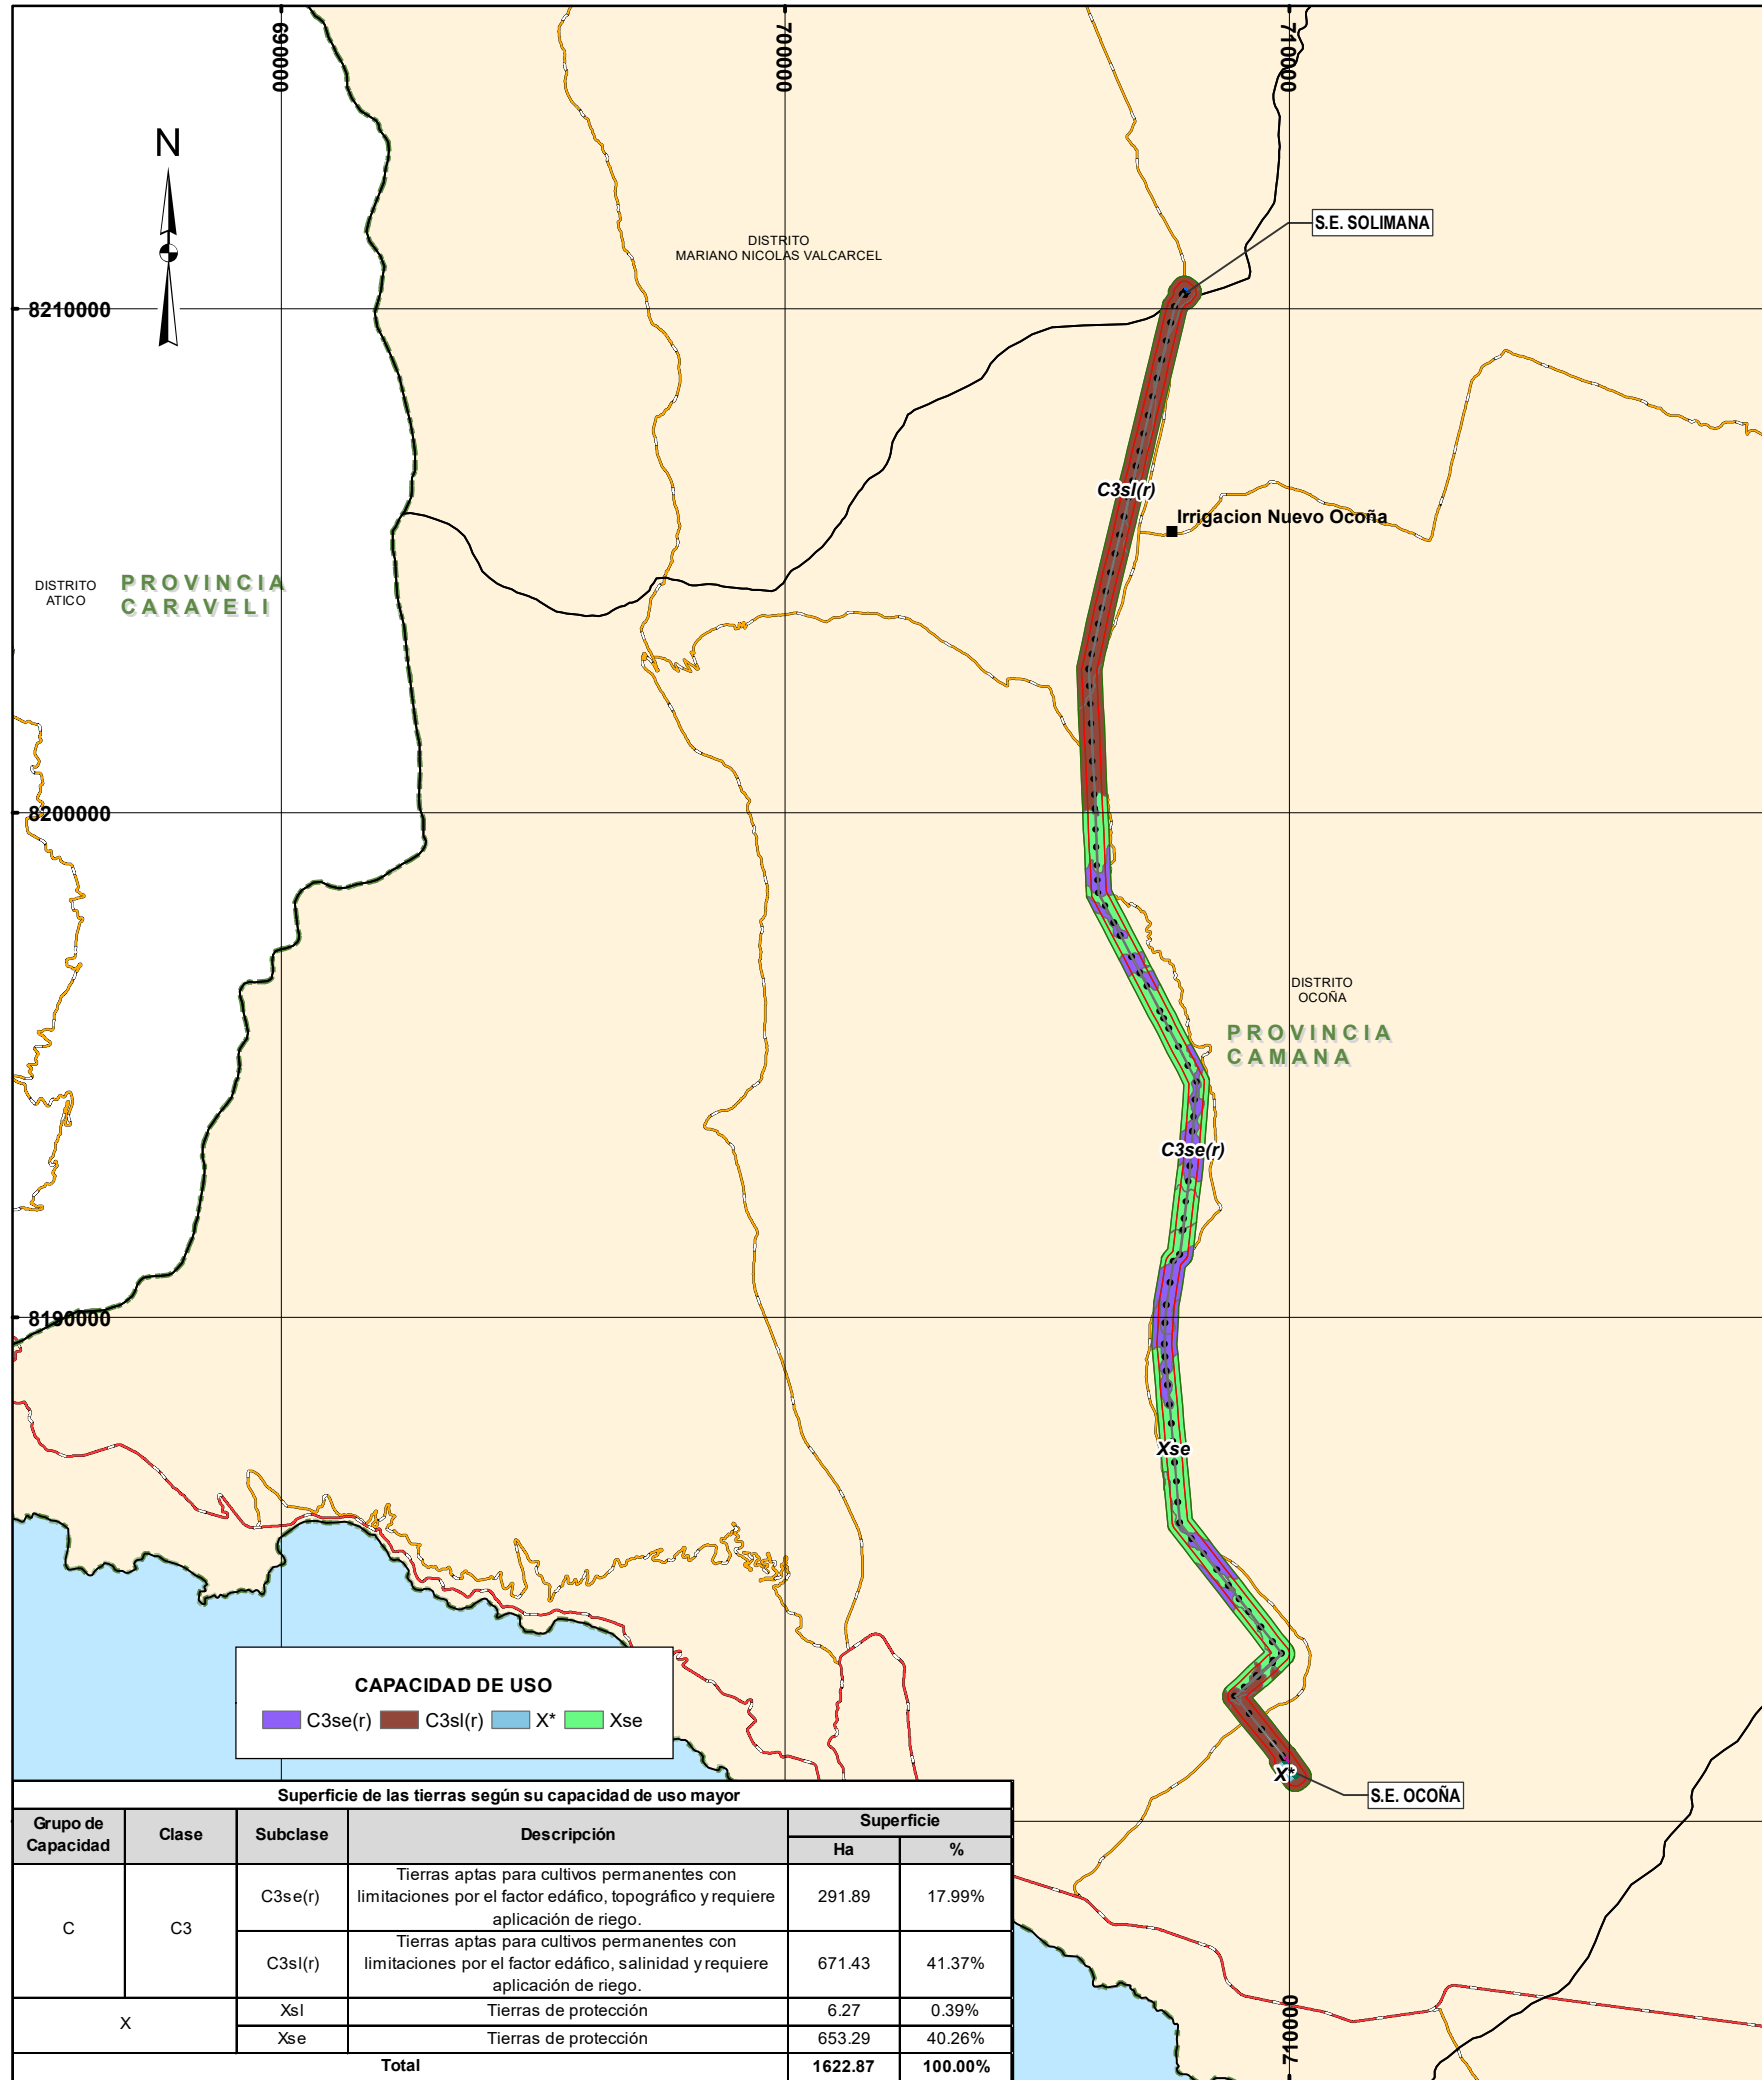 690000
700000
710000
N
S.E. SOLIMANA
DISTRITO
MARIANO NICOLAS VALCARCEL
8210000
C3sl(r)
Irrigacion Nuevo Ocoña
DISTRITO
ATICO
PROVINCIA
CARAVELI
8200000
DISTRITO
OCOÑA
PROVINCIA
CAMANA
C3se(r)
8190000
Xse
CAPACIDAD DE USO
C3se(r) C3sl(r) X* Xse
X*
S.E. OCOÑA
Superficie de las tierras según su capacidad de uso mayor
Grupo de Capacidad Clase Subclase Descripción Superficie
Ha %
C C3 C3se(r) Tierras aptas para cultivos permanentes con
limitaciones por el factor edáfico, topográfico y requiere 291.89 17.99%
aplicación de riego.
C3sl(r) Tierras aptas para cultivos permanentes con
limitaciones por el factor edáfico, salinidad y requiere 671.43 41.37%
aplicación de riego.
X Xsl Tierras de protección 6.27 0.39%
Xse Tierras de protección 653.29 40.26%
Total 1622.87 100.00%
710000